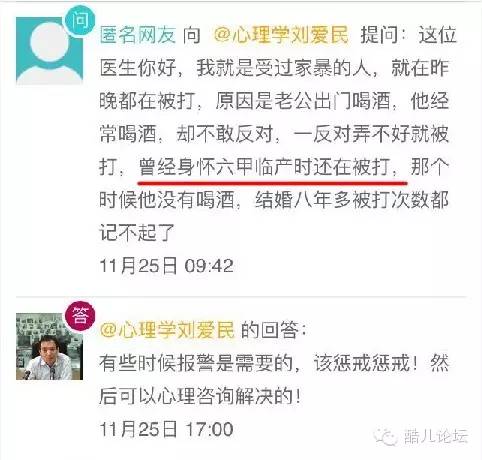 问
匿名网友 向 @心理学刘爱民 提问：这位
医生你好，我就是受过家暴的人，就在昨
晚都在被打，原因是老公出门喝酒，他经
常喝酒，却不敢反对，一反对弄不好就被
打，曾经身怀六甲临产时还在被打，那个
时候他没有喝酒，结婚八年多被打次数都
记不起了
11月25日 09:42
答
@心理学刘爱民 的回答：
有些时候报警是需要的，该惩戒惩戒！然
后可以心理咨询解决的！
11月25日 17:00
酷儿论坛